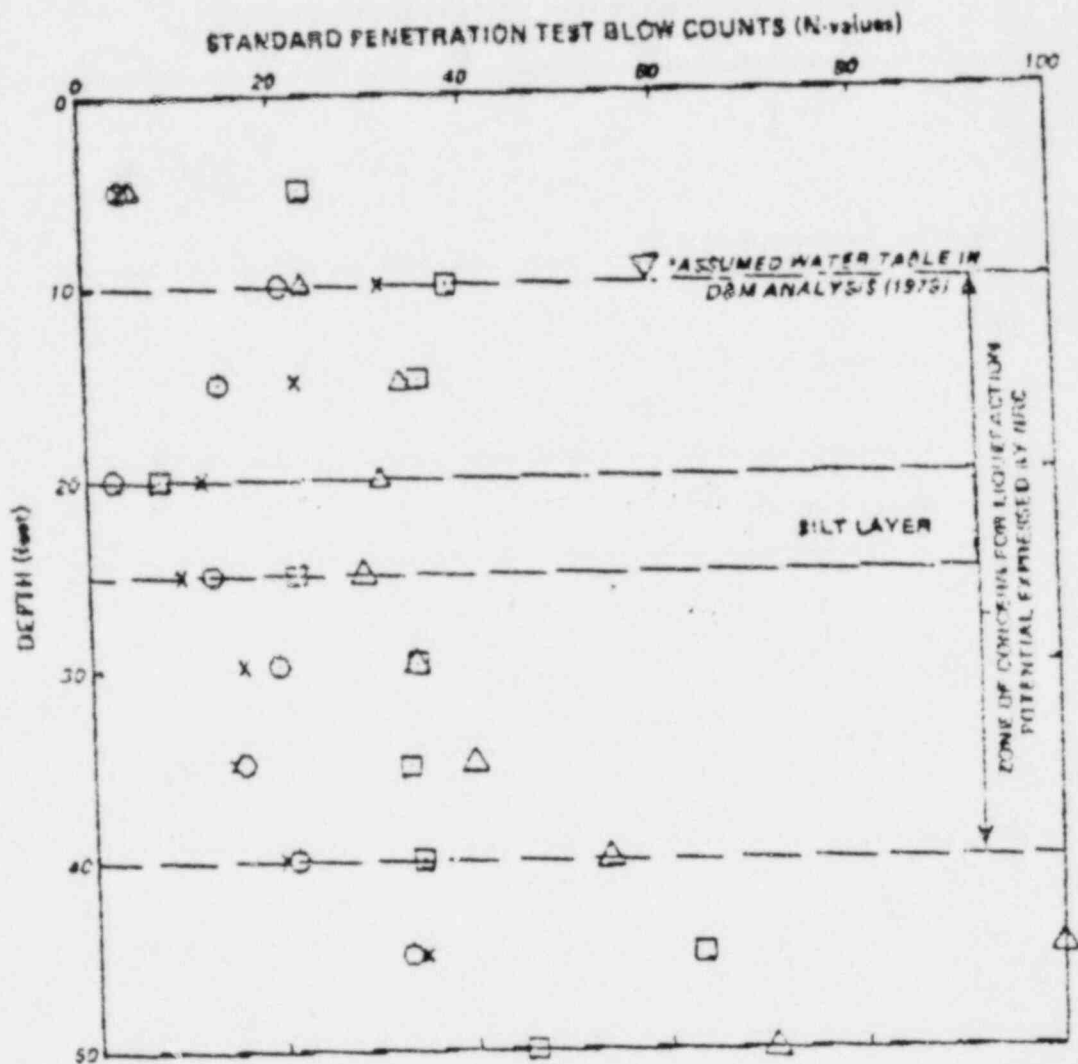 STANDARD PENETRATION TEST BLOW COUNTS (N-values)
0 20 40 60 80 100
0
10
20
30
40
50
DEPTH (feet)
*ASSUMED WATER TABLE IN
D&M ANALYSIS (1978)
SILT LAYER
ZONE OF CONCERN FOR LIQUEFACTION
POTENTIAL EXPRESSED BY NRC